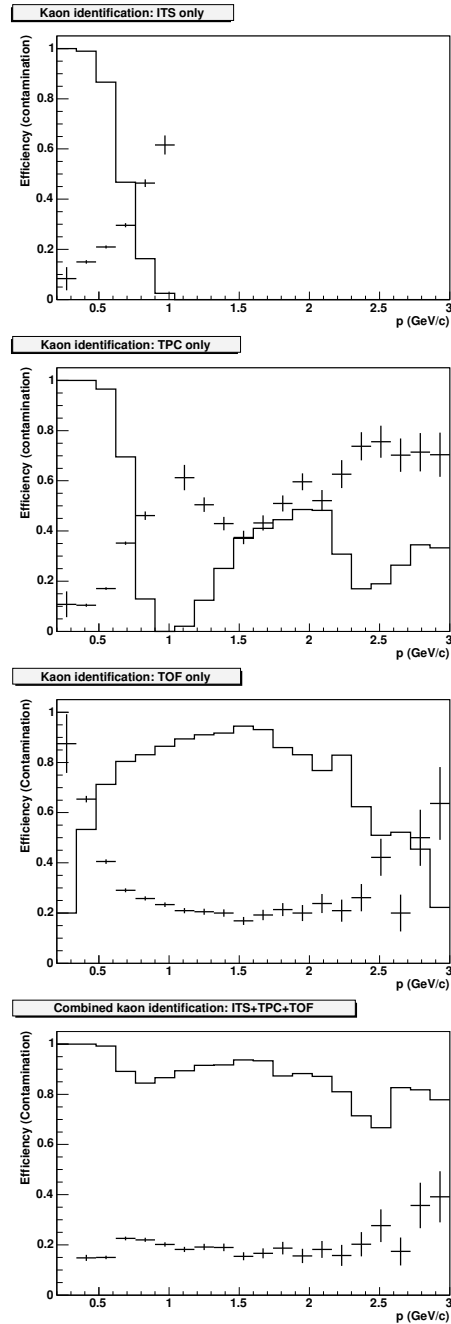 Kaon identification: ITS only
Efficiency (contamination)
1
0.8
0.6
0.4
0.2
0
0.5 1 1.5 2 2.5 3
p (GeV/c)
Kaon identification: TPC only
Efficiency (contamination)
1
0.8
0.6
0.4
0.2
0
0.5 1 1.5 2 2.5 3
p (GeV/c)
Kaon identification: TOF only
Efficiency (Contamination)
1
0.8
0.6
0.4
0.2
0
0.5 1 1.5 2 2.5 3
p (GeV/c)
Combined kaon identification: ITS+TPC+TOF
Efficiency (Contamination)
1
0.8
0.6
0.4
0.2
0
0.5 1 1.5 2 2.5 3
p (GeV/c)